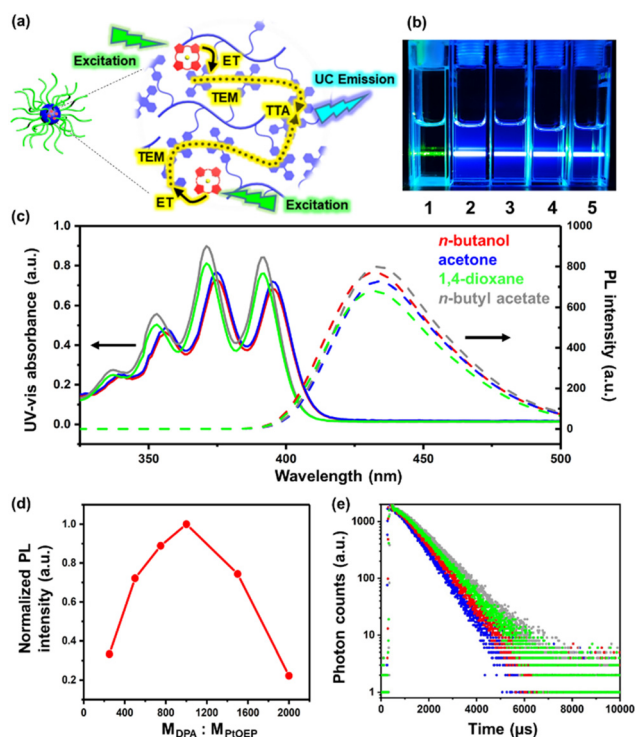 (a)
Excitation
ET
UC Emission
TEM
TTA
TEM
ET
Excitation
(b)
1 2 3 4 5
(c)
n-butanol
acetone
1,4-dioxane
n-butyl acetate
UV-vis absorbance (a.u.)
1.0
0.8
0.6
0.4
0.2
0.0
PL intensity (a.u.)
1000
800
600
400
200
0
350 400 450 500
Wavelength (nm)
(d)
Normalized PL
intensity (a.u.)
1.0
0.8
0.6
0.4
0.2
0 400 800 1200 1600 2000
MDPA : MPtOEP
(e)
Photon counts (a.u.)
1000
100
10
1
0 2000 4000 6000 8000 10000
Time (μs)